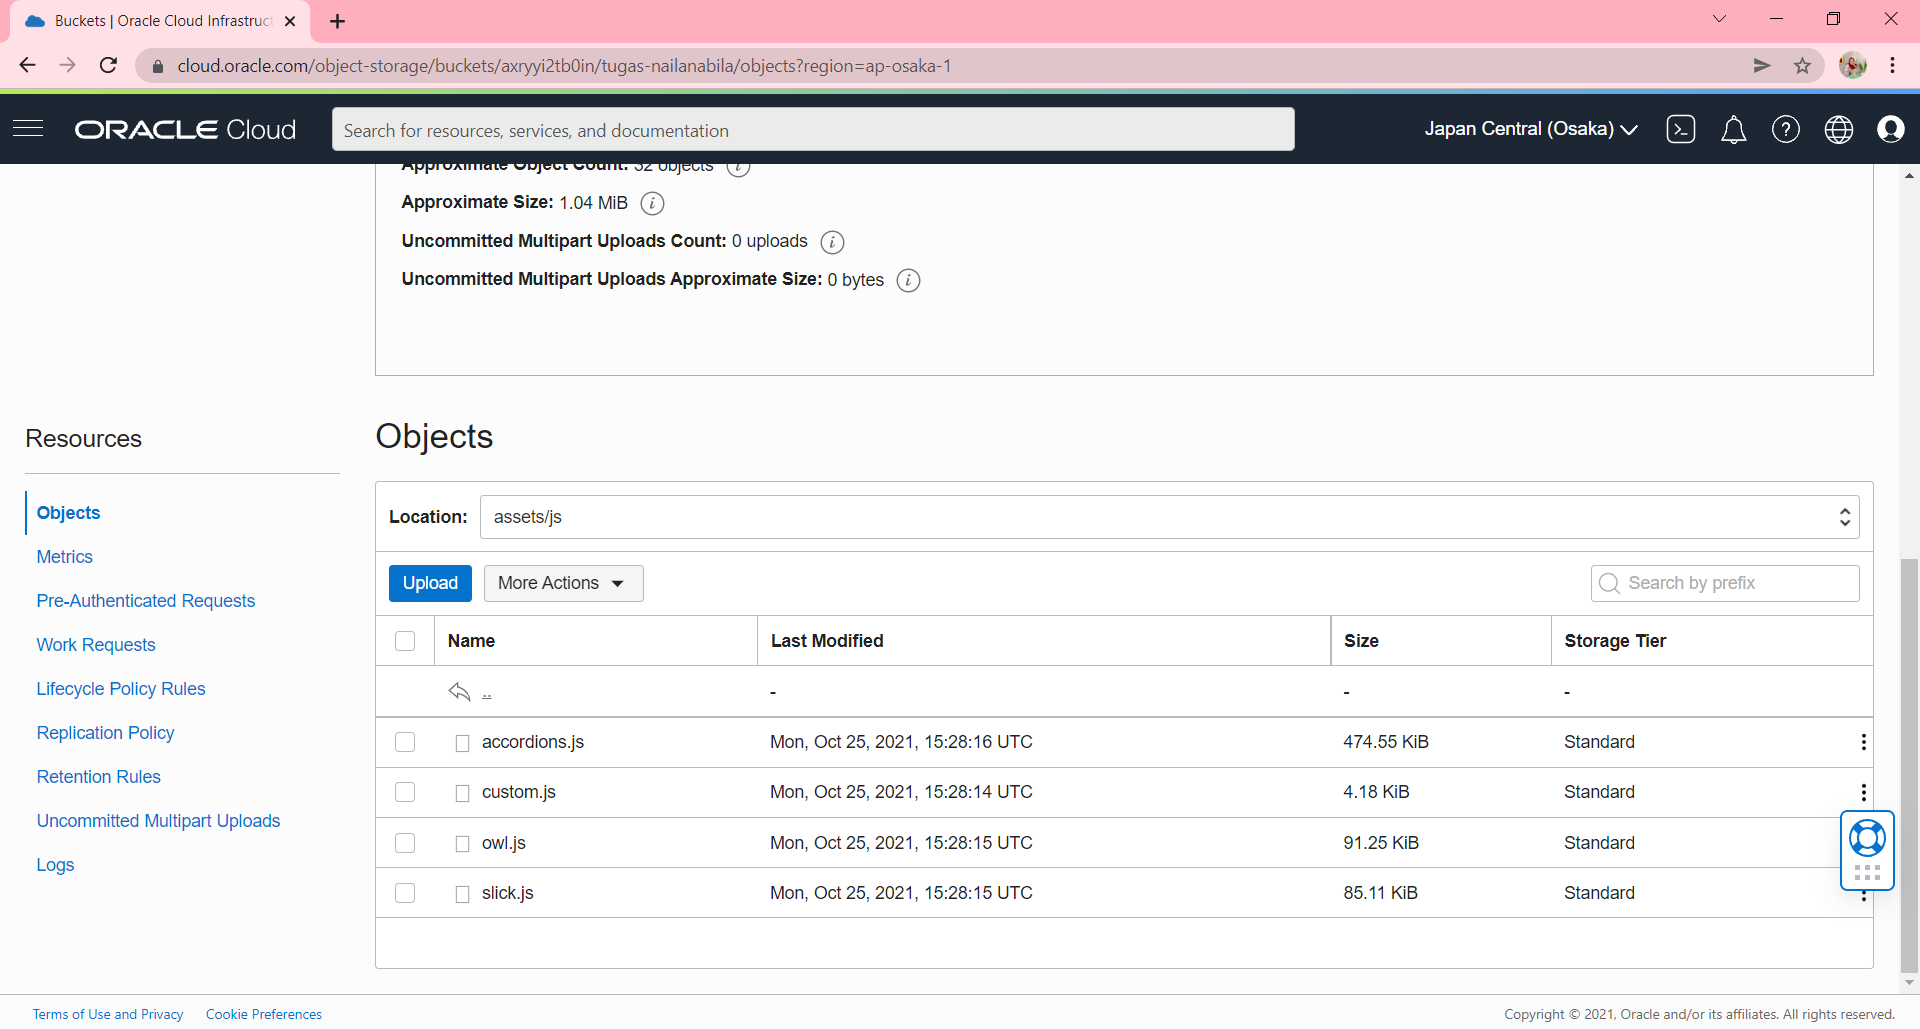 Buckets | Oracle Cloud Infrastruct
cloud.oracle.com/object-storage/buckets/axryyi2tb0in/tugas-nailanabila/objects?region=ap-osaka-1
ORACLE Cloud
Search for resources, services, and documentation
Japan Central (Osaka)
Approximate Object Count: 52 objects
Approximate Size: 1.04 MiB
Uncommitted Multipart Uploads Count: 0 uploads
Uncommitted Multipart Uploads Approximate Size: 0 bytes
Resources
Objects
Metrics
Pre-Authenticated Requests
Work Requests
Lifecycle Policy Rules
Replication Policy
Retention Rules
Uncommitted Multipart Uploads
Logs
Objects
Location: assets/js
Upload More Actions Search by prefix
Name Last Modified Size Storage Tier
.. - - -
accordions.js Mon, Oct 25, 2021, 15:28:16 UTC 474.55 KiB Standard
custom.js Mon, Oct 25, 2021, 15:28:14 UTC 4.18 KiB Standard
owl.js Mon, Oct 25, 2021, 15:28:15 UTC 91.25 KiB Standard
slick.js Mon, Oct 25, 2021, 15:28:15 UTC 85.11 KiB Standard
Terms of Use and Privacy Cookie Preferences Copyright © 2021, Oracle and/or its affiliates. All rights reserved.